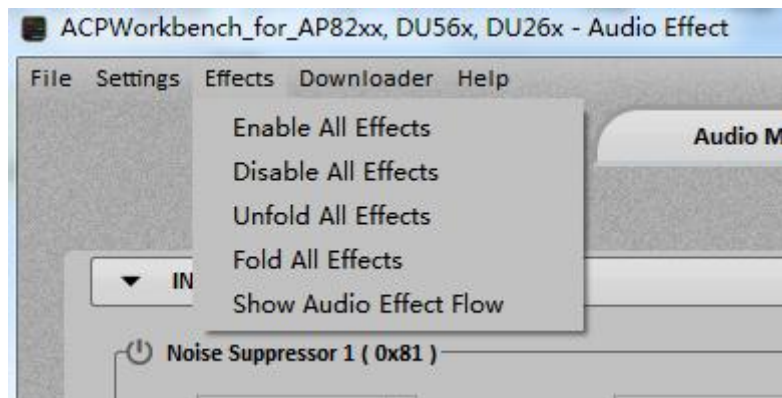 ACPWorkbench_for_AP82xx, DU56x, DU26x - Audio Effect
File Settings Effects Downloader Help
Enable All Effects
Audio M
Disable All Effects
Unfold All Effects
Fold All Effects
IN
Show Audio Effect Flow
Noise Suppressor 1 ( 0x81 )